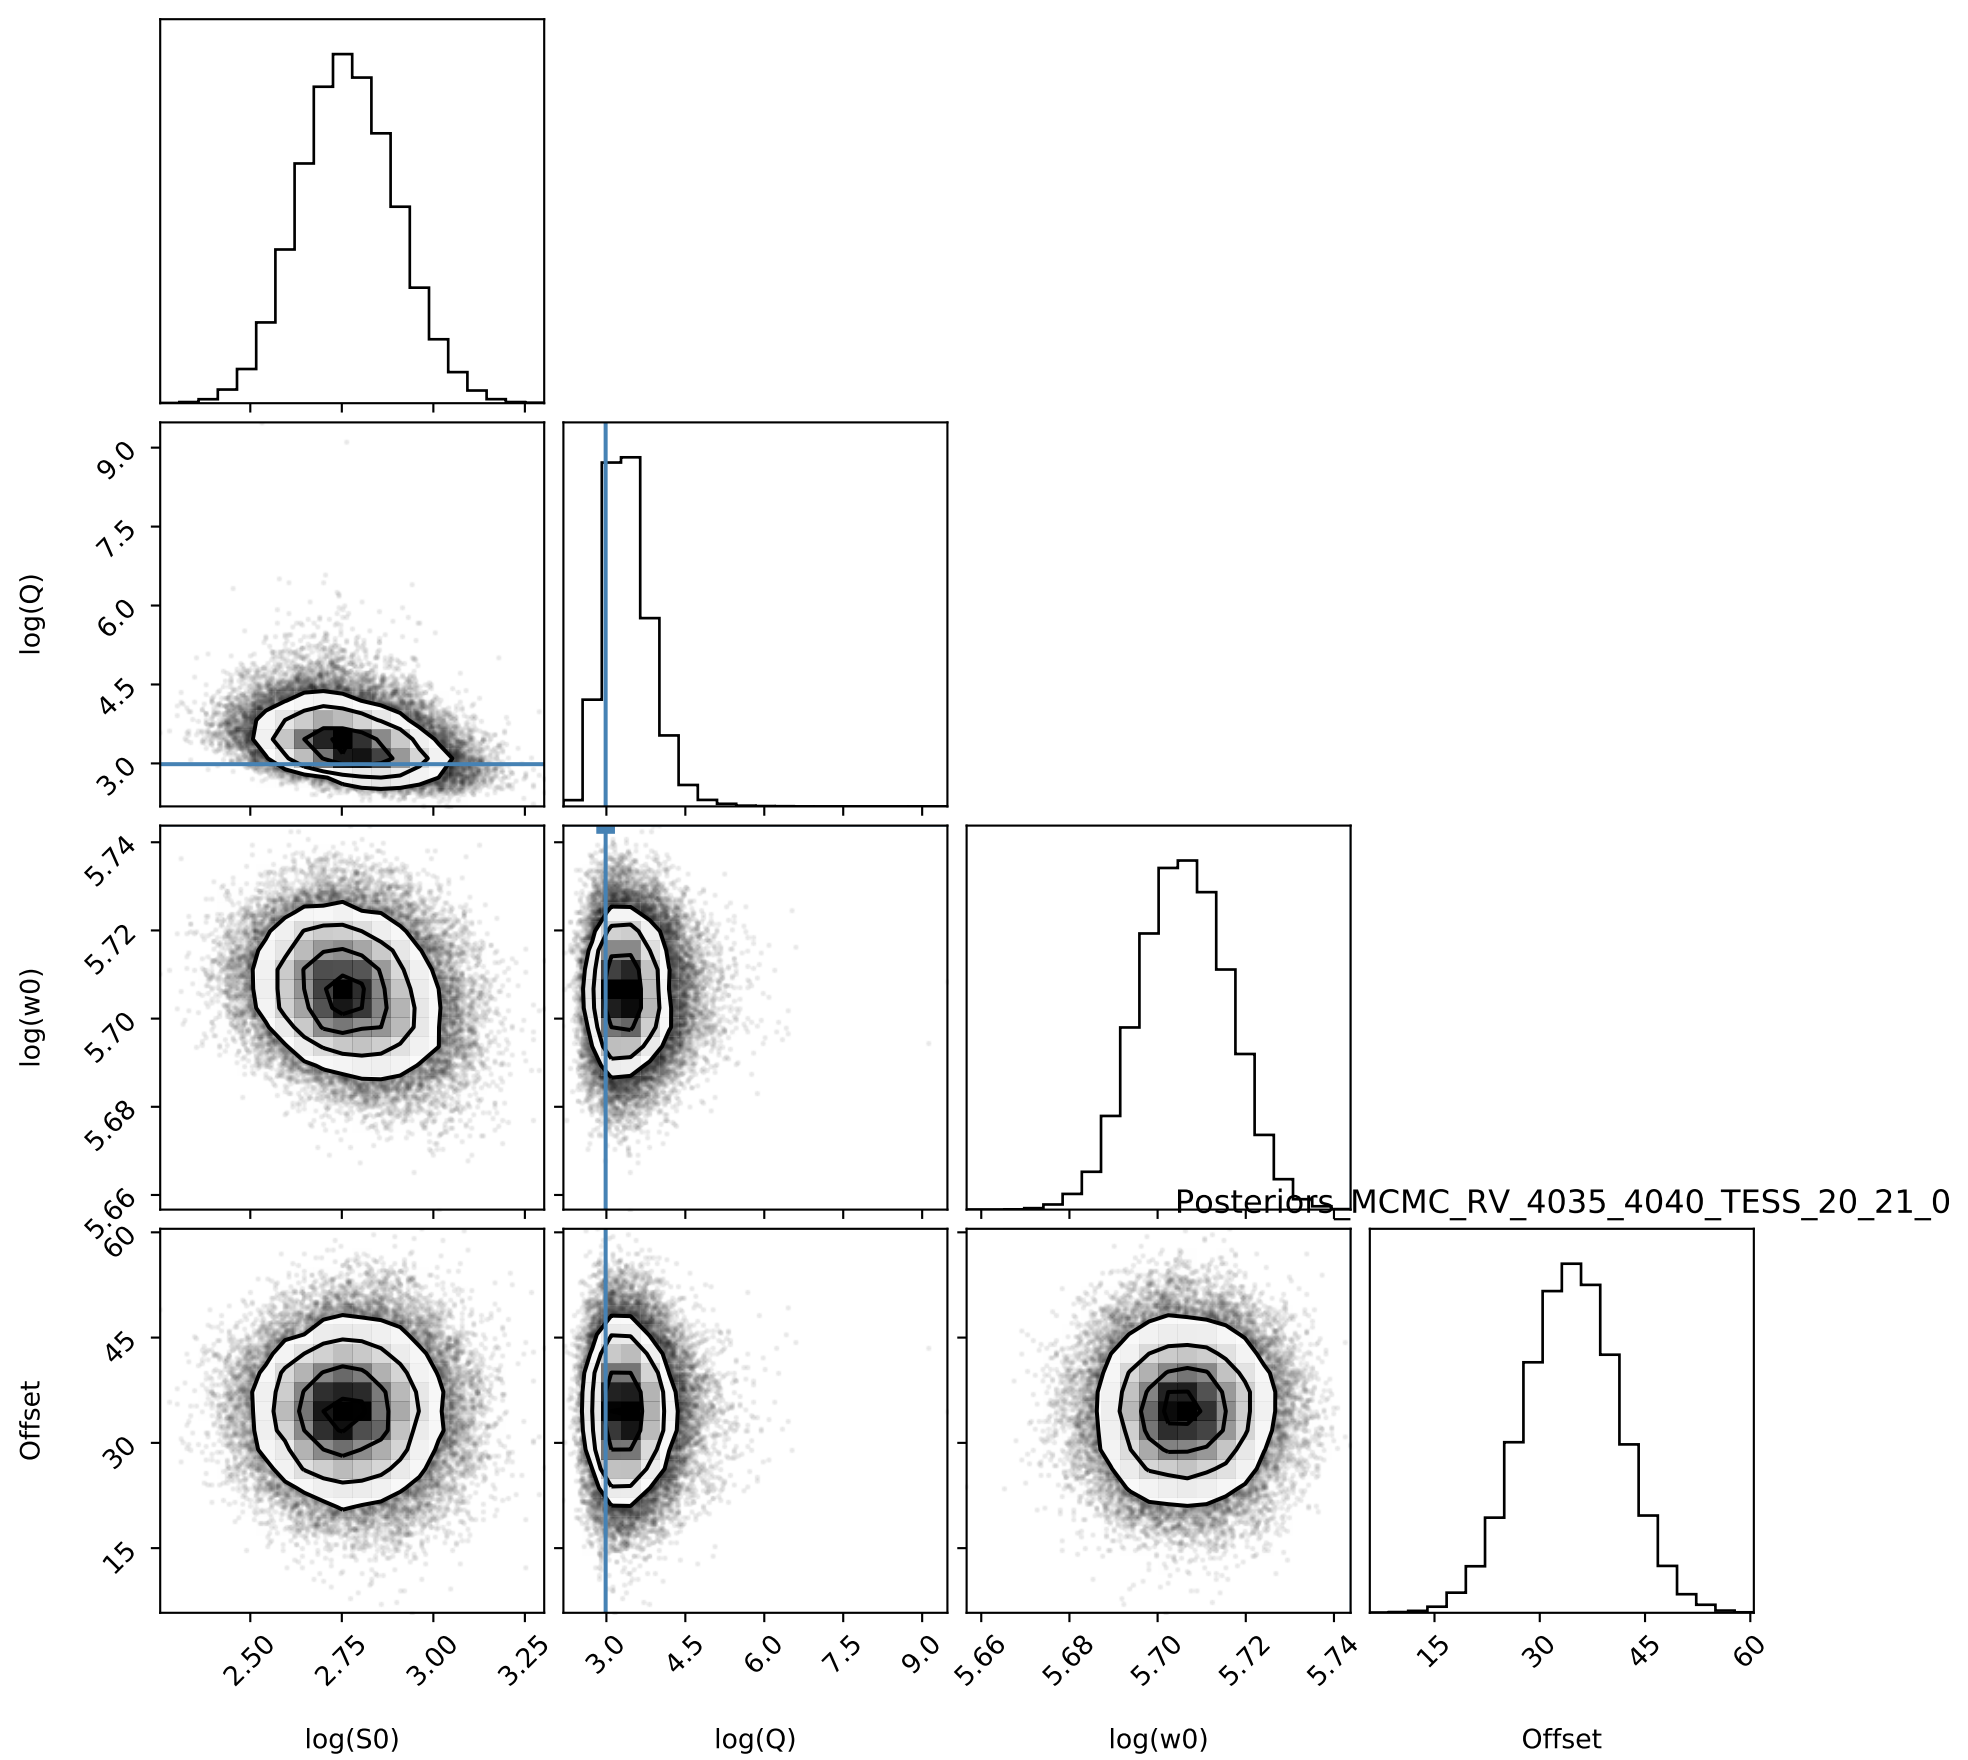 9.0
7.5
6.0
4.5
3.0
log(Q)
5.74
5.72
5.70
5.68
5.66
log(w0)
Posteriors_MCMC_RV_4035_4040_TESS_20_21_0
60
45
30
15
Offset
2.50 2.75 3.00 3.25
3.0 4.5 6.0 7.5 9.0
5.66 5.68 5.70 5.72 5.74
15 30 45 60
log(S0)
log(Q)
log(w0)
Offset